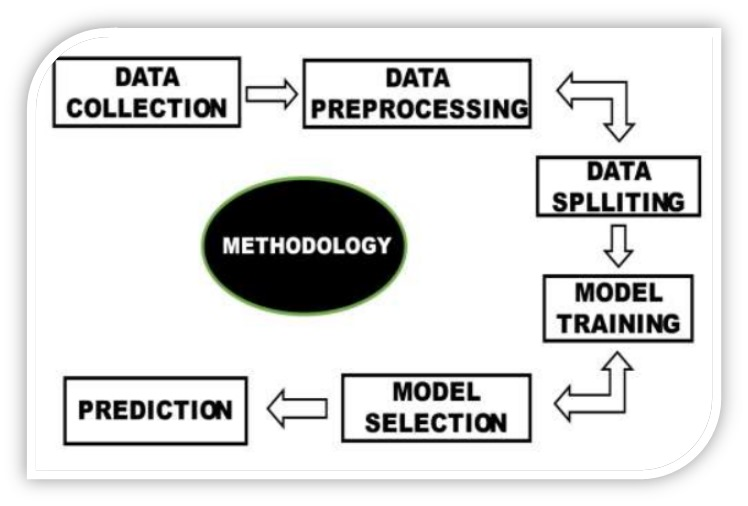 DATA
COLLECTION
DATA
PREPROCESSING
DATA
SPLLITING
METHODOLOGY
MODEL
TRAINING
MODEL
SELECTION
PREDICTION